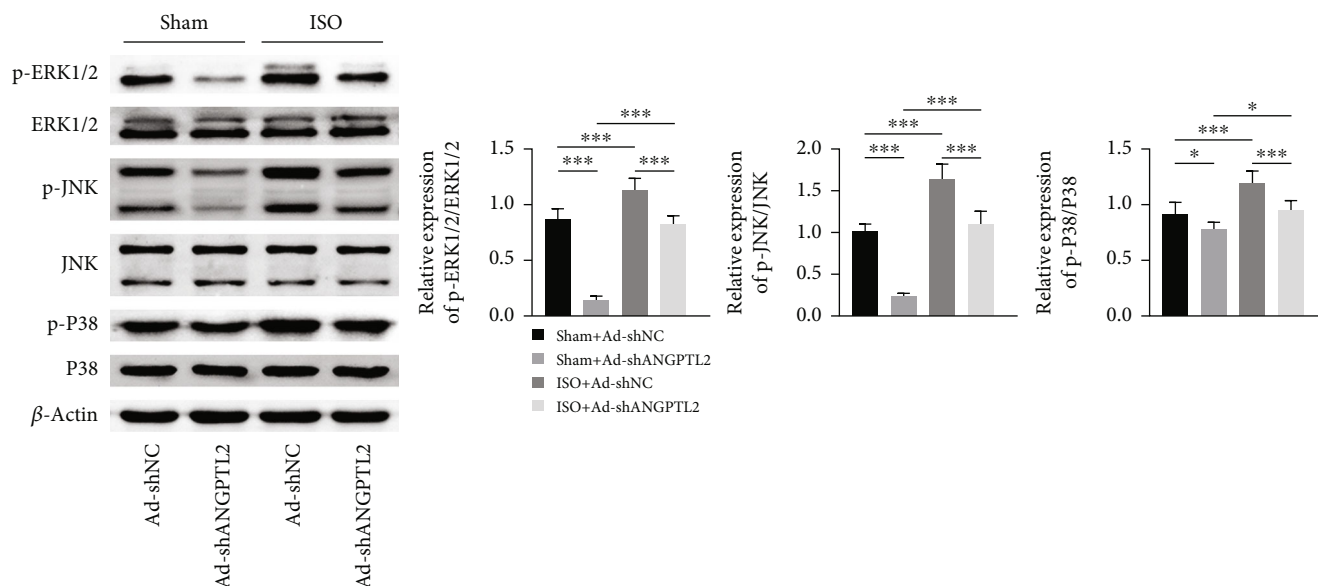 Sham ISO
p-ERK1/2
ERK1/2
p-JNK
JNK
p-P38
P38
β-Actin
Ad-shNC
Ad-shANGPTL2
Ad-shNC
Ad-shANGPTL2
Relative expression
of p-ERK1/2/ERK1/2
1.5
1.0
0.5
0.0
***
***
***
***
Sham+Ad-shNC
Sham+Ad-shANGPTL2
ISO+Ad-shNC
ISO+Ad-shANGPTL2
Relative expression
of p-JNK/JNK
2.0
1.5
1.0
0.5
0.0
***
***
***
***
Relative expression
of p-P38/P38
1.5
1.0
0.5
0.0
*
***
*
***